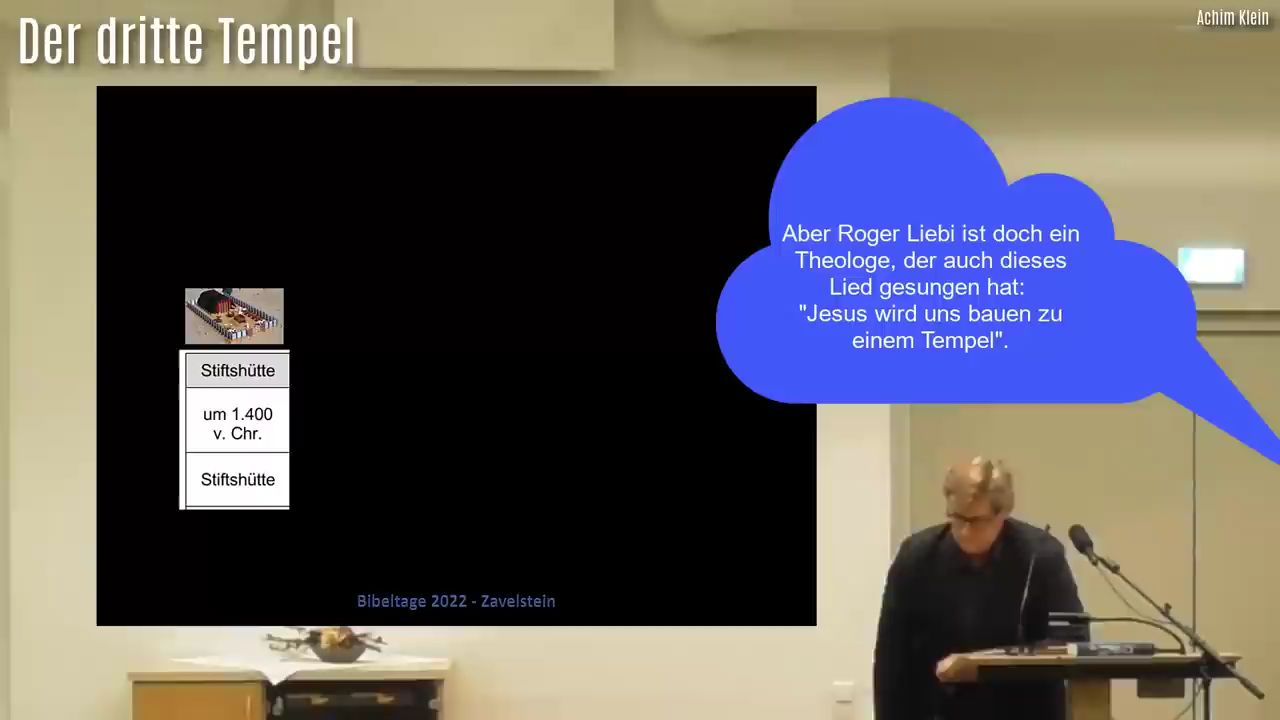 Der dritte Tempel
Achim Klein
Aber Roger Liebi ist doch ein
Theologe, der auch dieses
Lied gesungen hat:
"Jesus wird uns bauen zu
einem Tempel".
Stiftshütte
um 1.400
v. Chr.
Stiftshütte
Bibeltage 2022 - Zavelstein